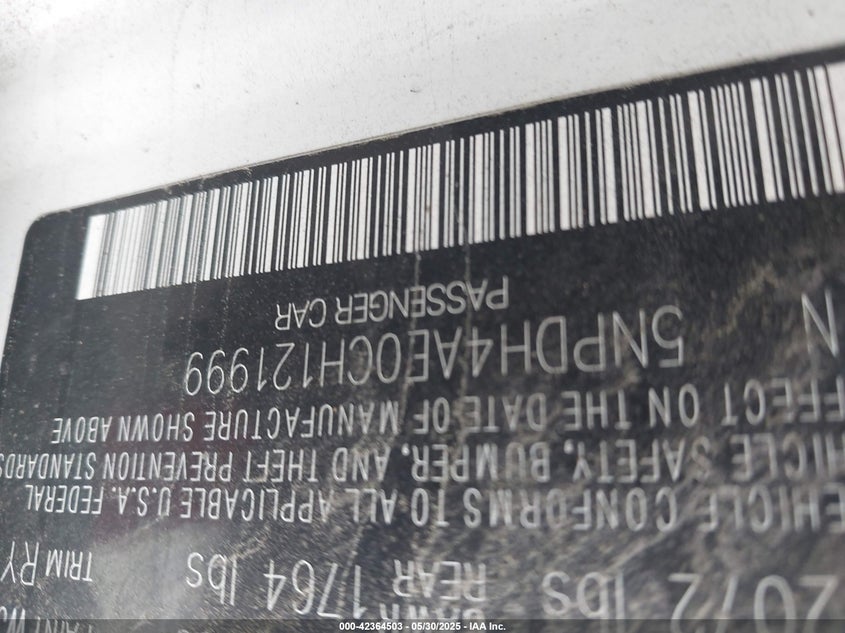 PAINT W
TRIM RY
2072 lbs
GAWR
REAR 1764 lbs
EHICLE CONFORMS TO ALL APPLICABLE U.S.A. FEDERAL
HICLE SAFETY, BUMPER, AND THEFT PREVENTION STANDARDS
FFECT ON THE DATE OF MANUFACTURE SHOWN ABOVE
N 5NPDH4AE0CH121999
PASSENGER CAR
000-42364503 - 05/30/2025 - IAA Inc.